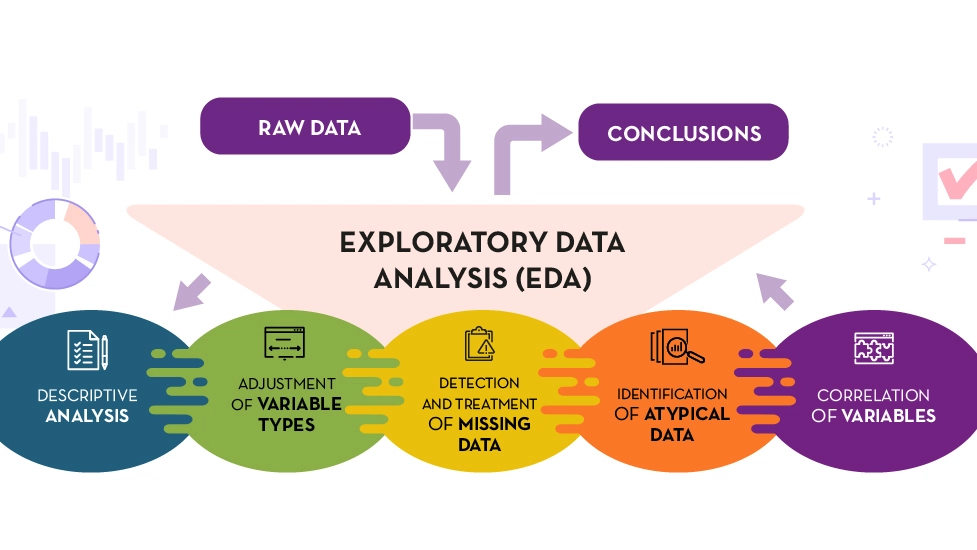 RAW DATA
CONCLUSIONS
EXPLORATORY DATA
ANALYSIS (EDA)
DESCRIPTIVE
ANALYSIS
ADJUSTMENT
OF VARIABLE
TYPES
DETECTION
AND TREATMENT
OF MISSING
DATA
IDENTIFICATION
OF ATYPICAL
DATA
CORRELATION
OF VARIABLES